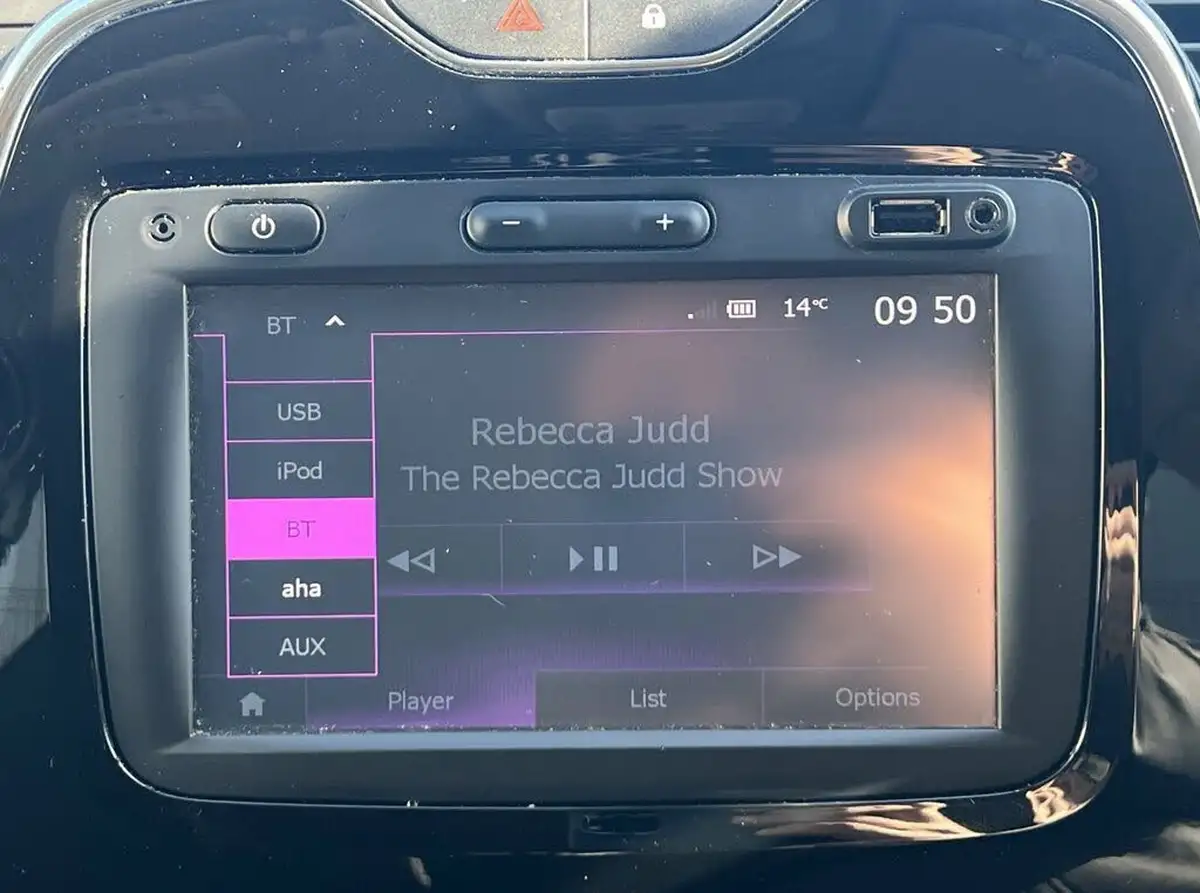 BT 14°C 09 50
USB
iPod
Rebecca Judd
The Rebecca Judd Show
BT
aha
AUX
Player List Options